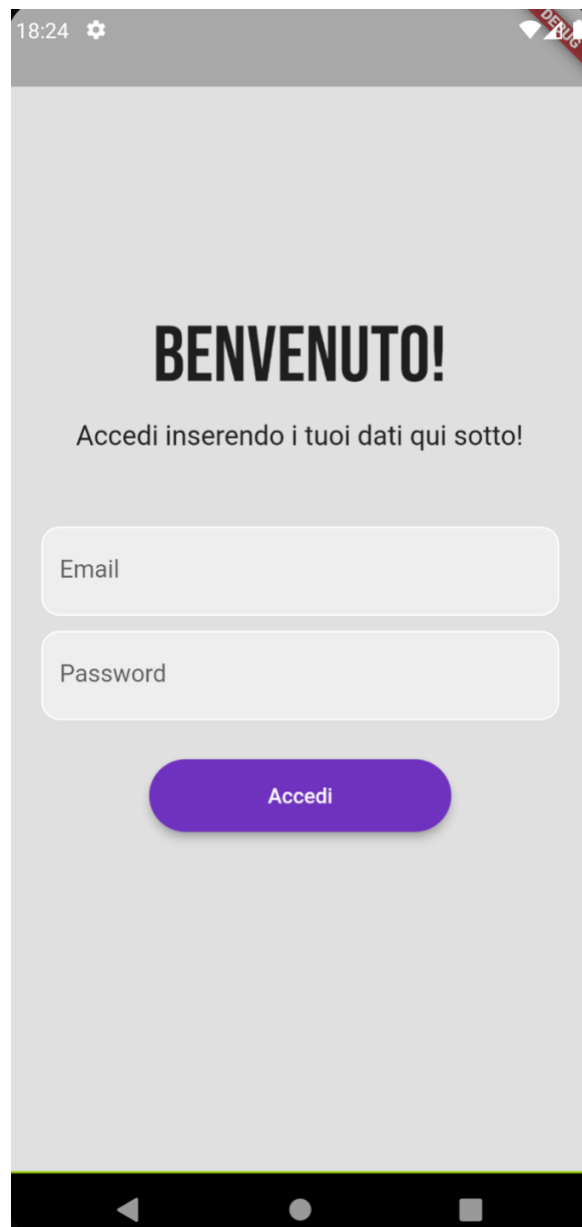 18:24
DEBUG
BENVENUTO!
Accedi inserendo i tuoi dati qui sotto!
Email
Password
Accedi